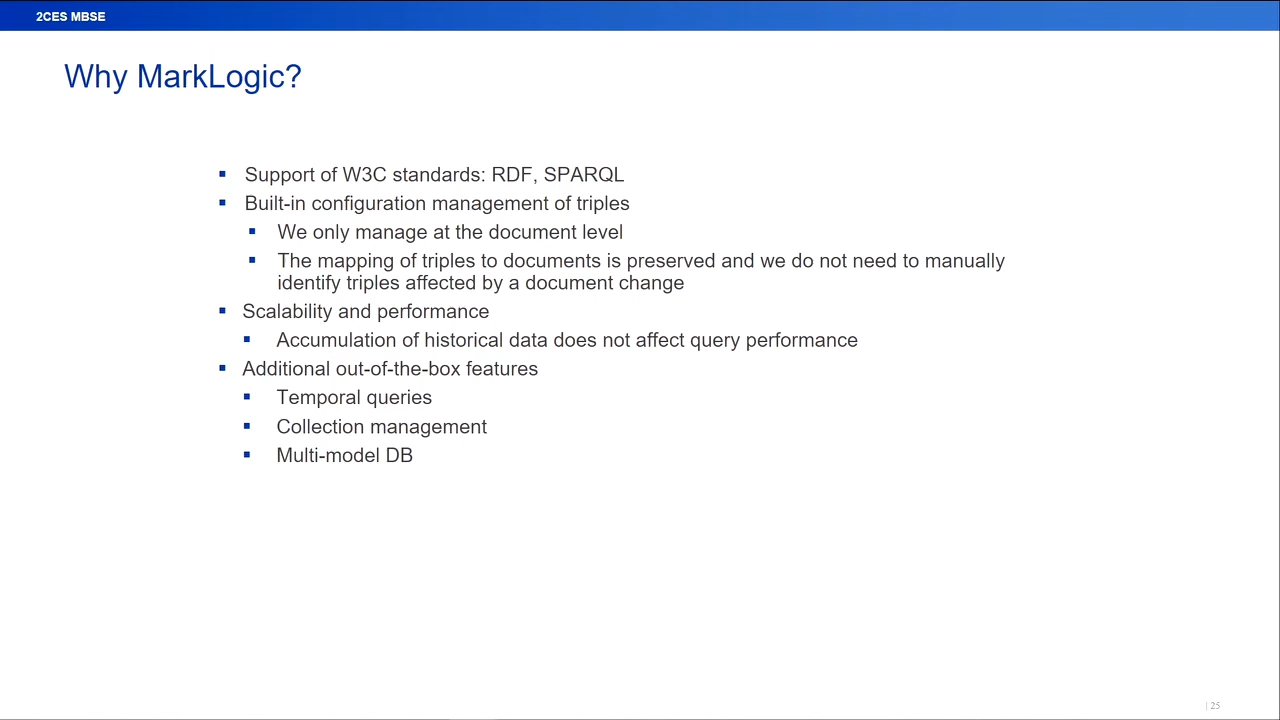 2CES MBSE
Why MarkLogic?
▪ Support of W3C standards: RDF, SPARQL
▪ Built-in configuration management of triples
▪ We only manage at the document level
▪ The mapping of triples to documents is preserved and we do not need to manually
identify triples affected by a document change
▪ Scalability and performance
▪ Accumulation of historical data does not affect query performance
▪ Additional out-of-the-box features
▪ Temporal queries
▪ Collection management
▪ Multi-model DB
| 25